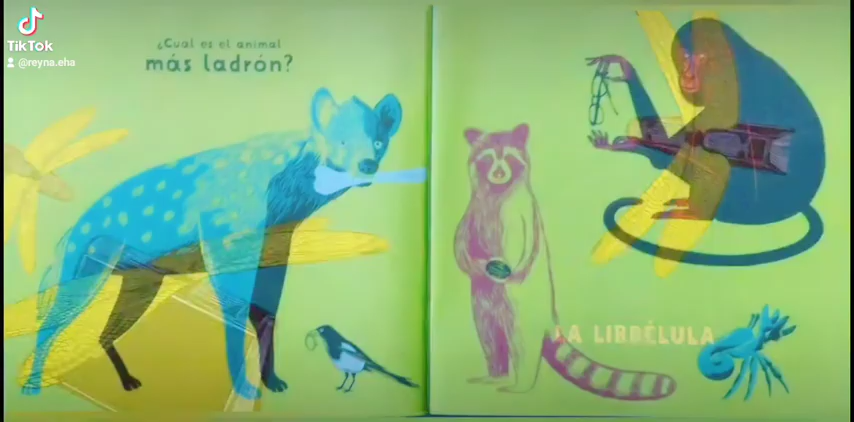 TikTok
@reyna.eha
¿Cual es el animal
más ladrón?
LA LIBÉLULA